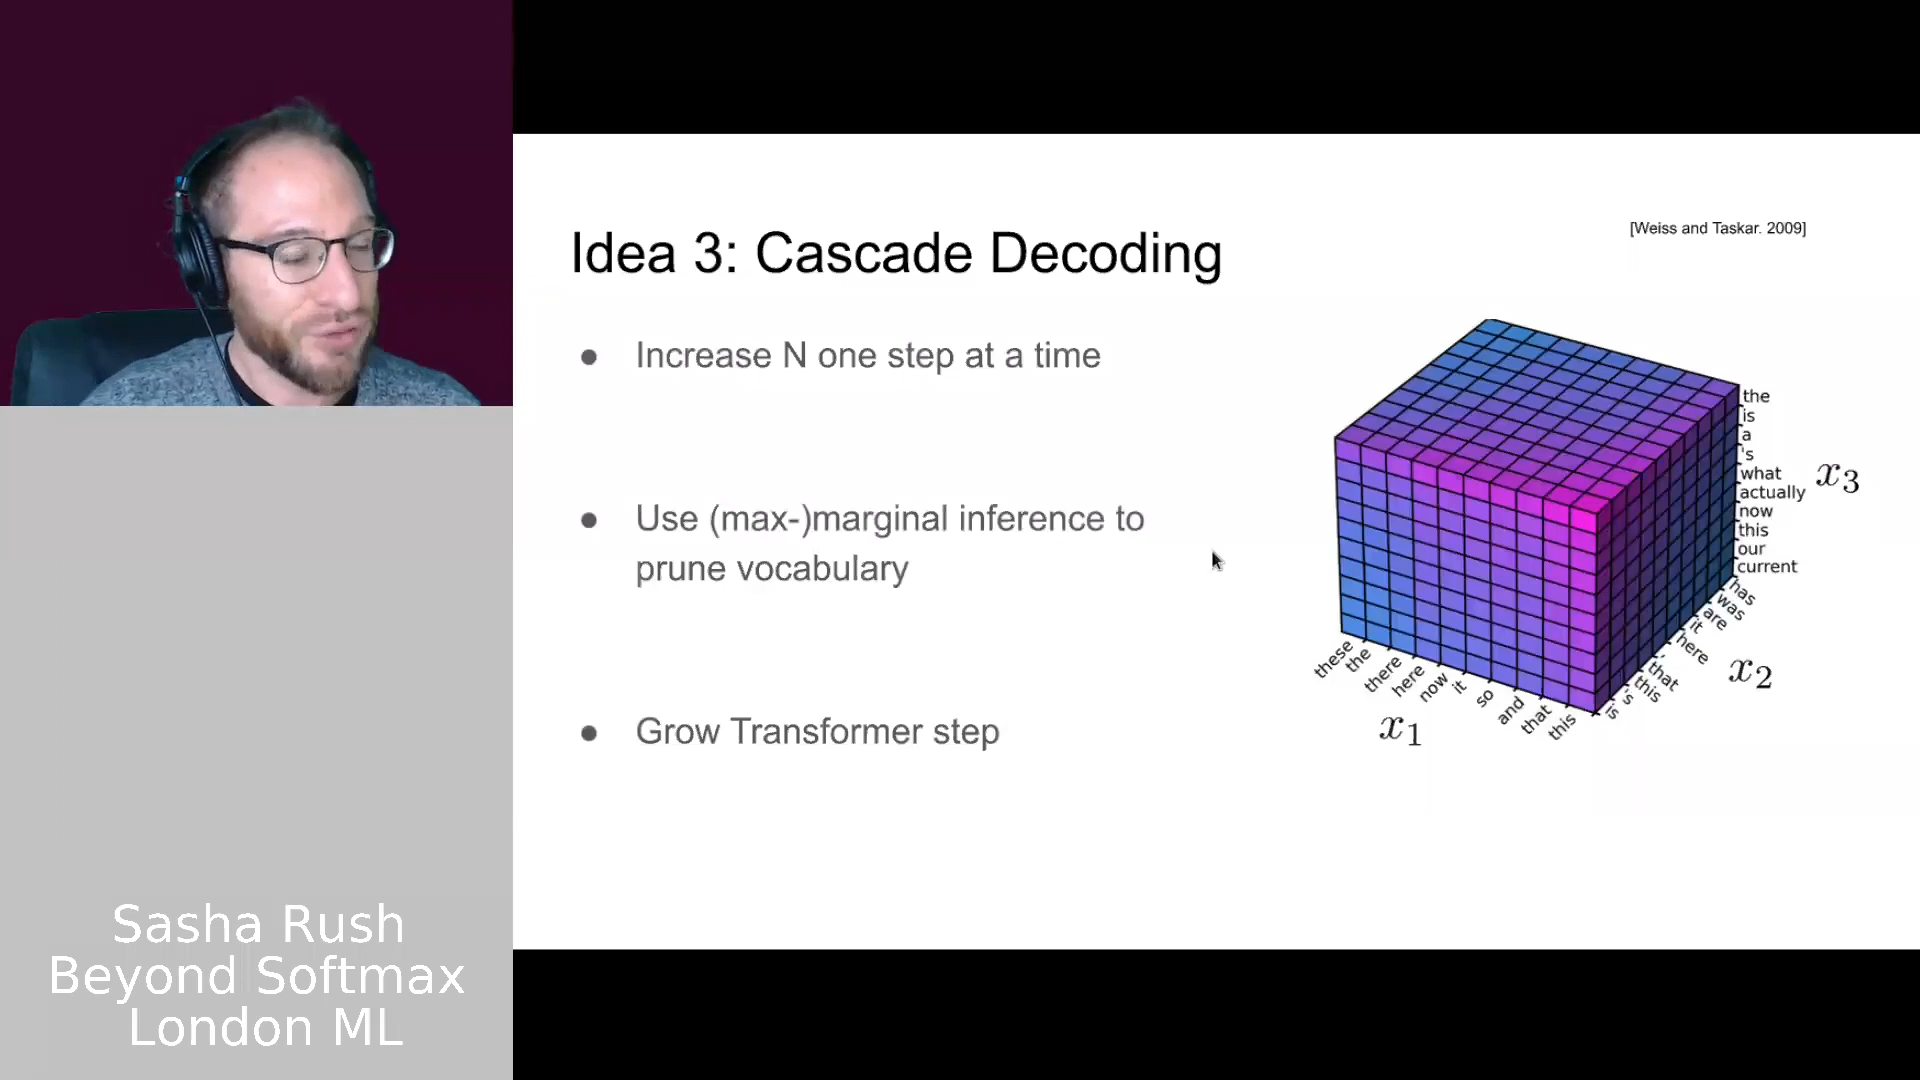 Idea 3: Cascade Decoding
[Weiss and Taskar. 2009]
● Increase N one step at a time
● Use (max-)marginal inference to
prune vocabulary
● Grow Transformer step
the
is
a
's
what
actually
now
this
our
current
x3
has
was
are
it
here
that
this
's
is
x2
these
the
there
here
now
it
so
and
that
this
x1
Sasha Rush
Beyond Softmax
London ML